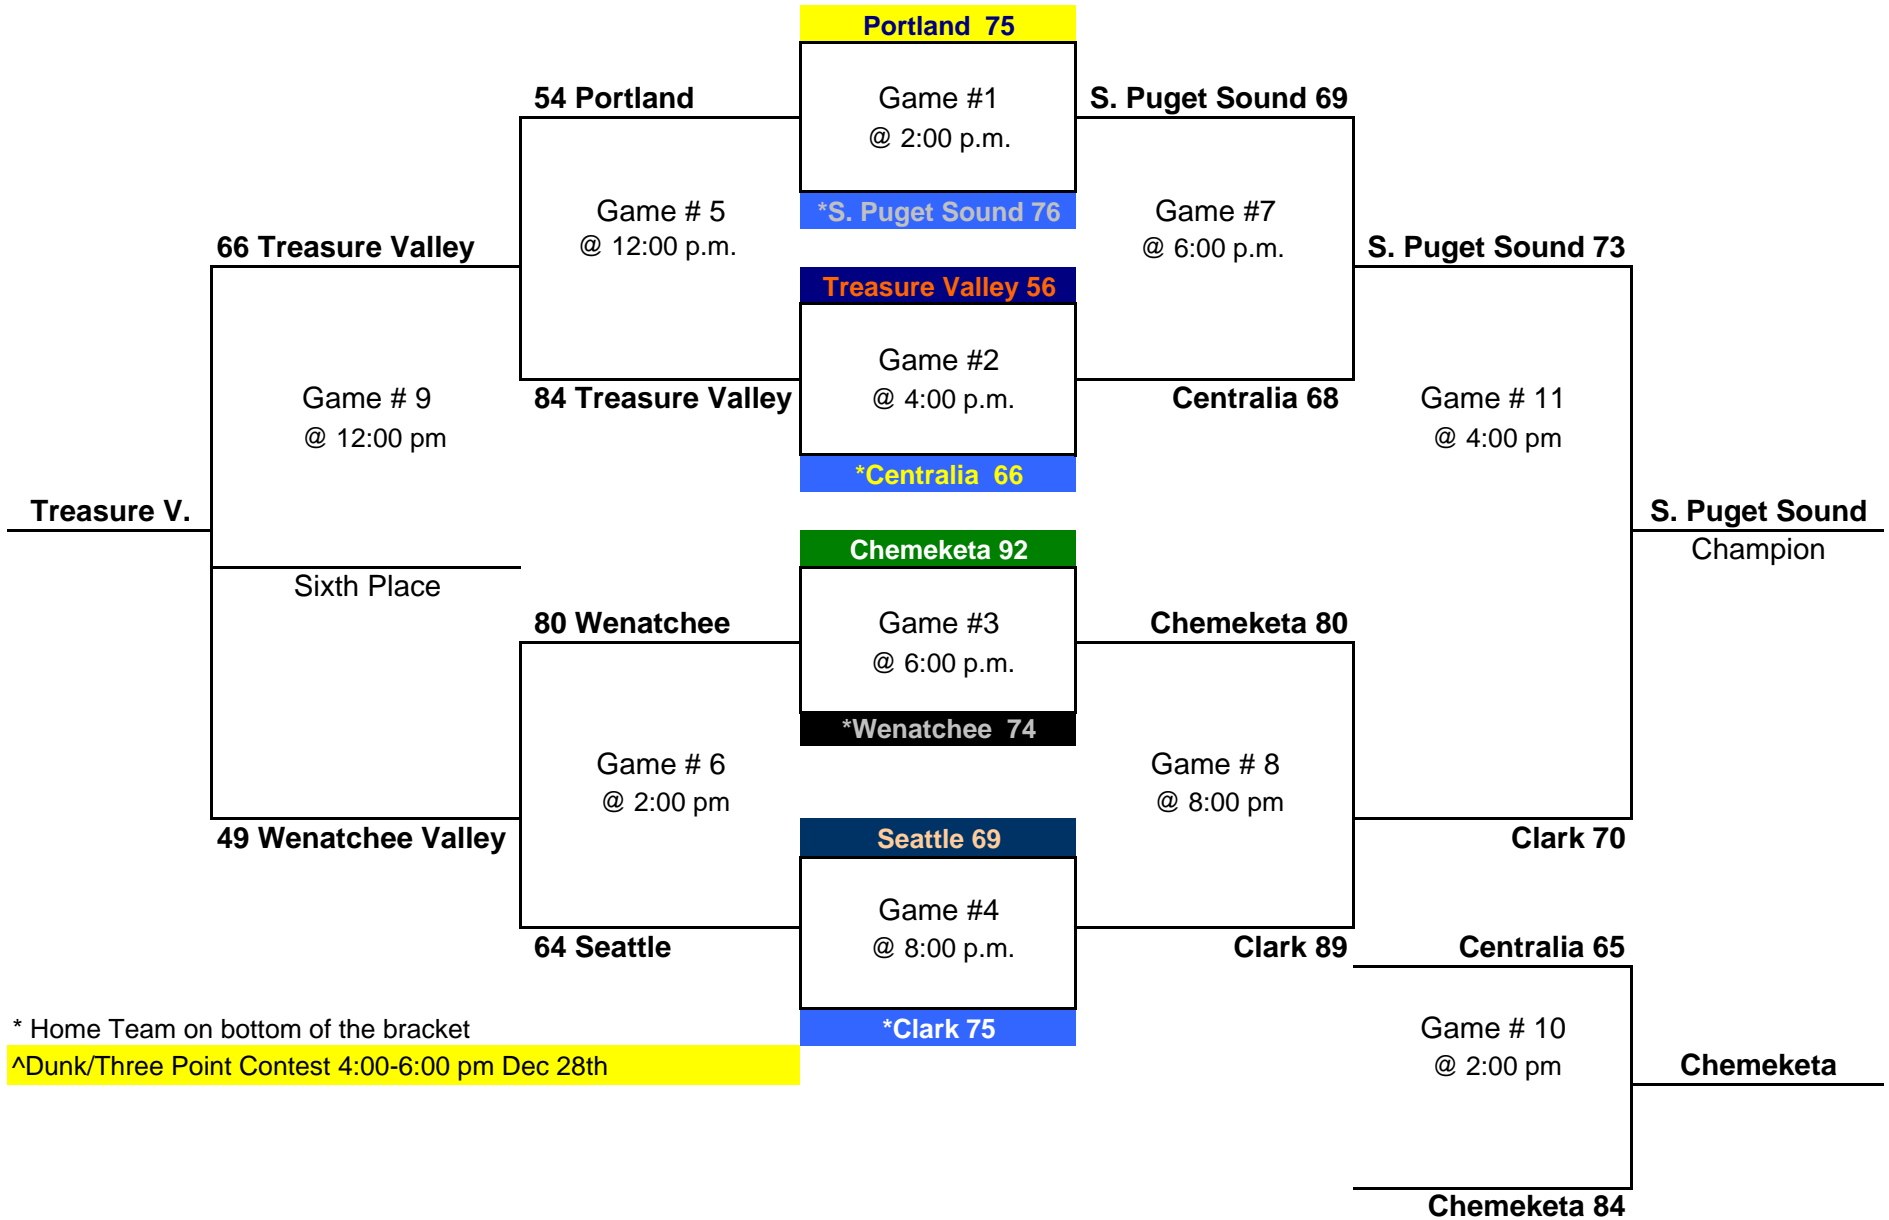 Portland 75
54 Portland
Game #1
S. Puget Sound 69
@ 2:00 p.m.
*S. Puget Sound 76
Game # 5
@ 12:00 p.m.
Game #7
@ 6:00 p.m.
66 Treasure Valley
S. Puget Sound 73
Treasure Valley 56
Game #2
@ 4:00 p.m.
84 Treasure Valley
Centralia 68
Game # 9
@ 12:00 pm
Game # 11
@ 4:00 pm
*Centralia 66
Treasure V.
S. Puget Sound
Champion
Chemeketa 92
Sixth Place
80 Wenatchee
Game #3
@ 6:00 p.m.
Chemeketa 80
*Wenatchee 74
Game # 6
@ 2:00 pm
Game # 8
@ 8:00 pm
49 Wenatchee Valley
Seattle 69
Clark 70
Game #4
@ 8:00 p.m.
64 Seattle
Clark 89
Centralia 65
* Home Team on bottom of the bracket
*Clark 75
Game # 10
@ 2:00 pm
^Dunk/Three Point Contest 4:00-6:00 pm Dec 28th
Chemeketa
Chemeketa 84